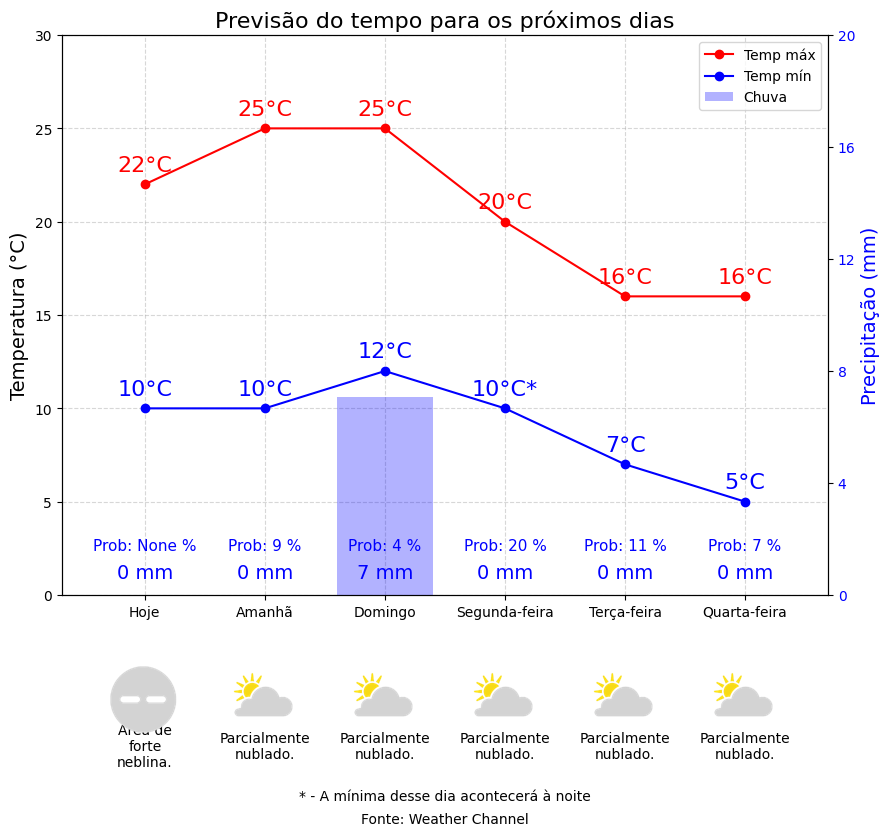 Previsão do tempo para os próximos dias
Temp máx
Temp mín
Chuva
Temperatura (°C)
Precipitação (mm)
30
25
20
15
10
5
0
20
16
12
8
4
0
22°C
25°C
25°C
20°C
16°C
16°C
10°C
10°C
12°C
10°C*
7°C
5°C
Prob: None %
Prob: 9 %
Prob: 4 %
Prob: 20 %
Prob: 11 %
Prob: 7 %
0 mm
0 mm
7 mm
0 mm
0 mm
0 mm
Hoje
Amanhã
Domingo
Segunda-feira
Terça-feira
Quarta-feira
Área de
forte
neblina.
Parcialmente
nublado.
Parcialmente
nublado.
Parcialmente
nublado.
Parcialmente
nublado.
Parcialmente
nublado.
* - A mínima desse dia acontecerá à noite
Fonte: Weather Channel